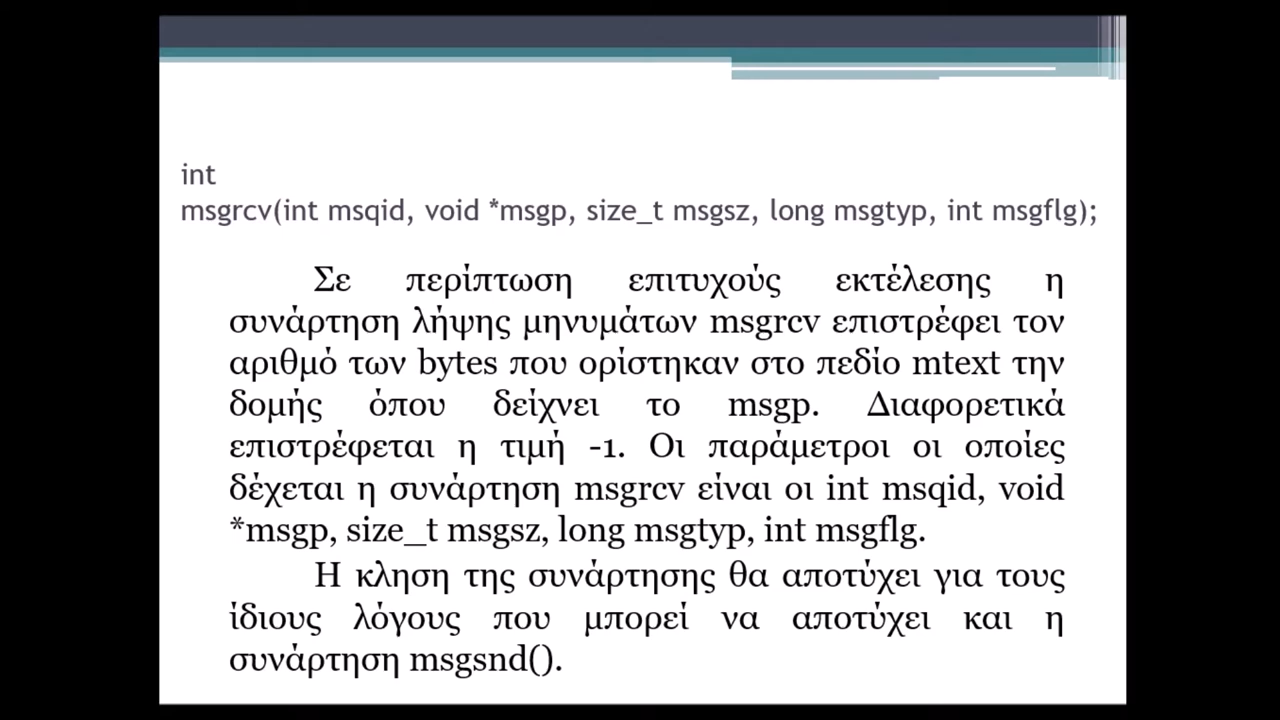 int
msgrcv(int msqid, void *msgp, size_t msgsz, long msgtyp, int msgflg);
Σε περίπτωση επιτυχούς εκτέλεσης η
συνάρτηση λήψης μηνυμάτων msgrcv επιστρέφει τον
αριθμό των bytes που ορίστηκαν στο πεδίο mtext την
δομής όπου δείχνει το msgp. Διαφορετικά
επιστρέφεται η τιμή -1. Οι παράμετροι οι οποίες
δέχεται η συνάρτηση msgrcv είναι οι int msqid, void
*msgp, size_t msgsz, long msgtyp, int msgflg.
Η κληση της συνάρτησης θα αποτύχει για τους
ίδιους λόγους που μπορεί να αποτύχει και η
συνάρτηση msgsnd().